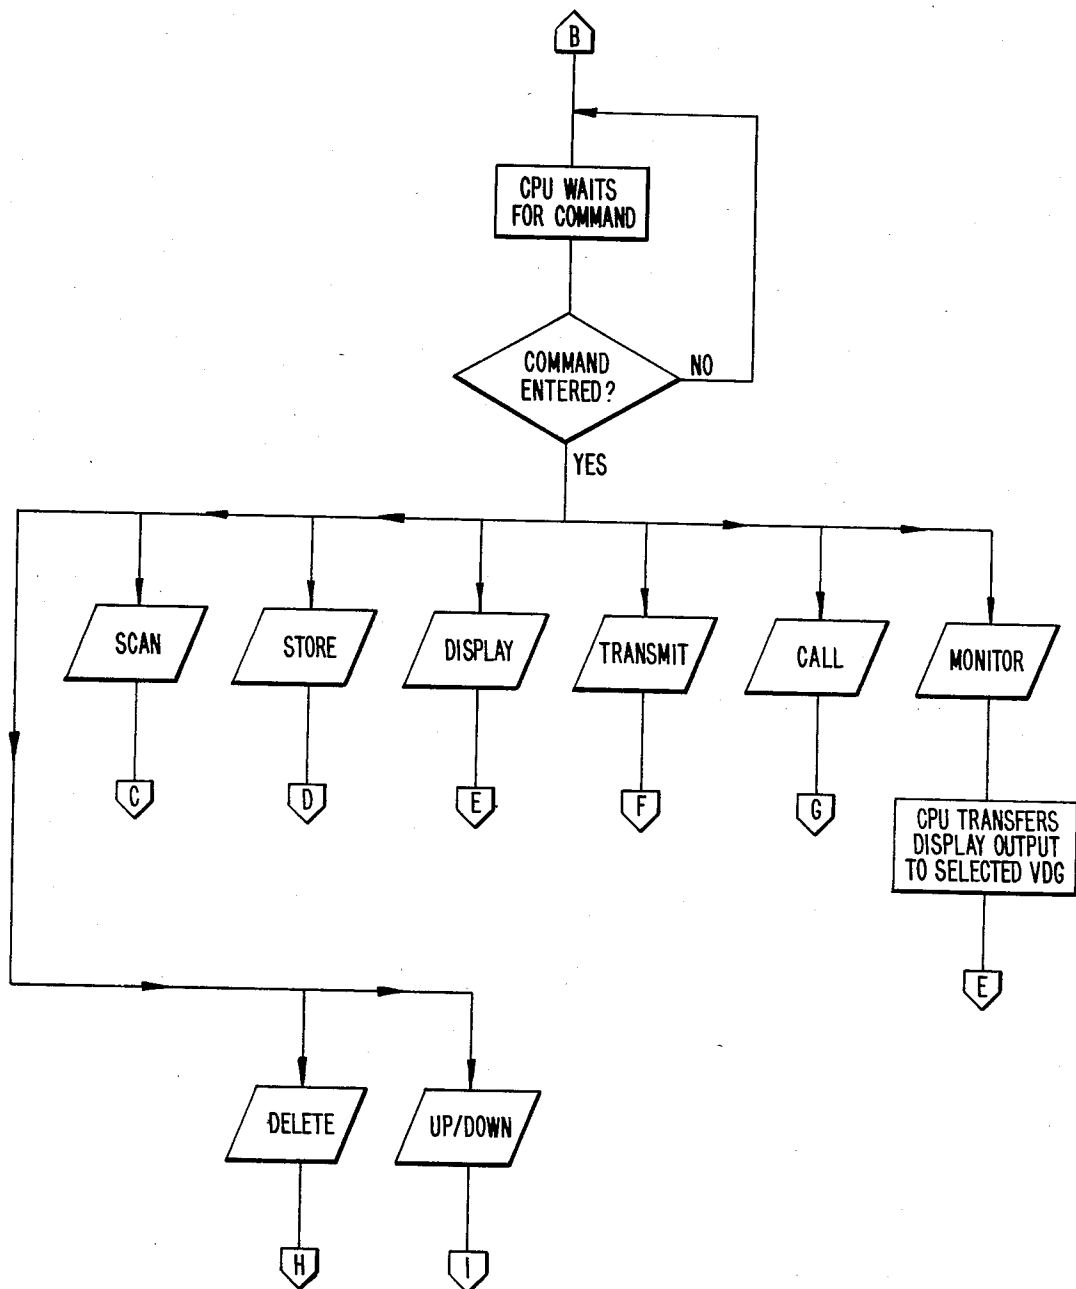 B
CPU WAITS
FOR COMMAND
COMMAND
ENTERED?
NO
YES
SCAN
STORE
DISPLAY
TRANSMIT
CALL
MONITOR
C
D
E
F
G
CPU TRANSFERS
DISPLAY OUTPUT
TO SELECTED VDG
E
DELETE
UP/DOWN
H
I